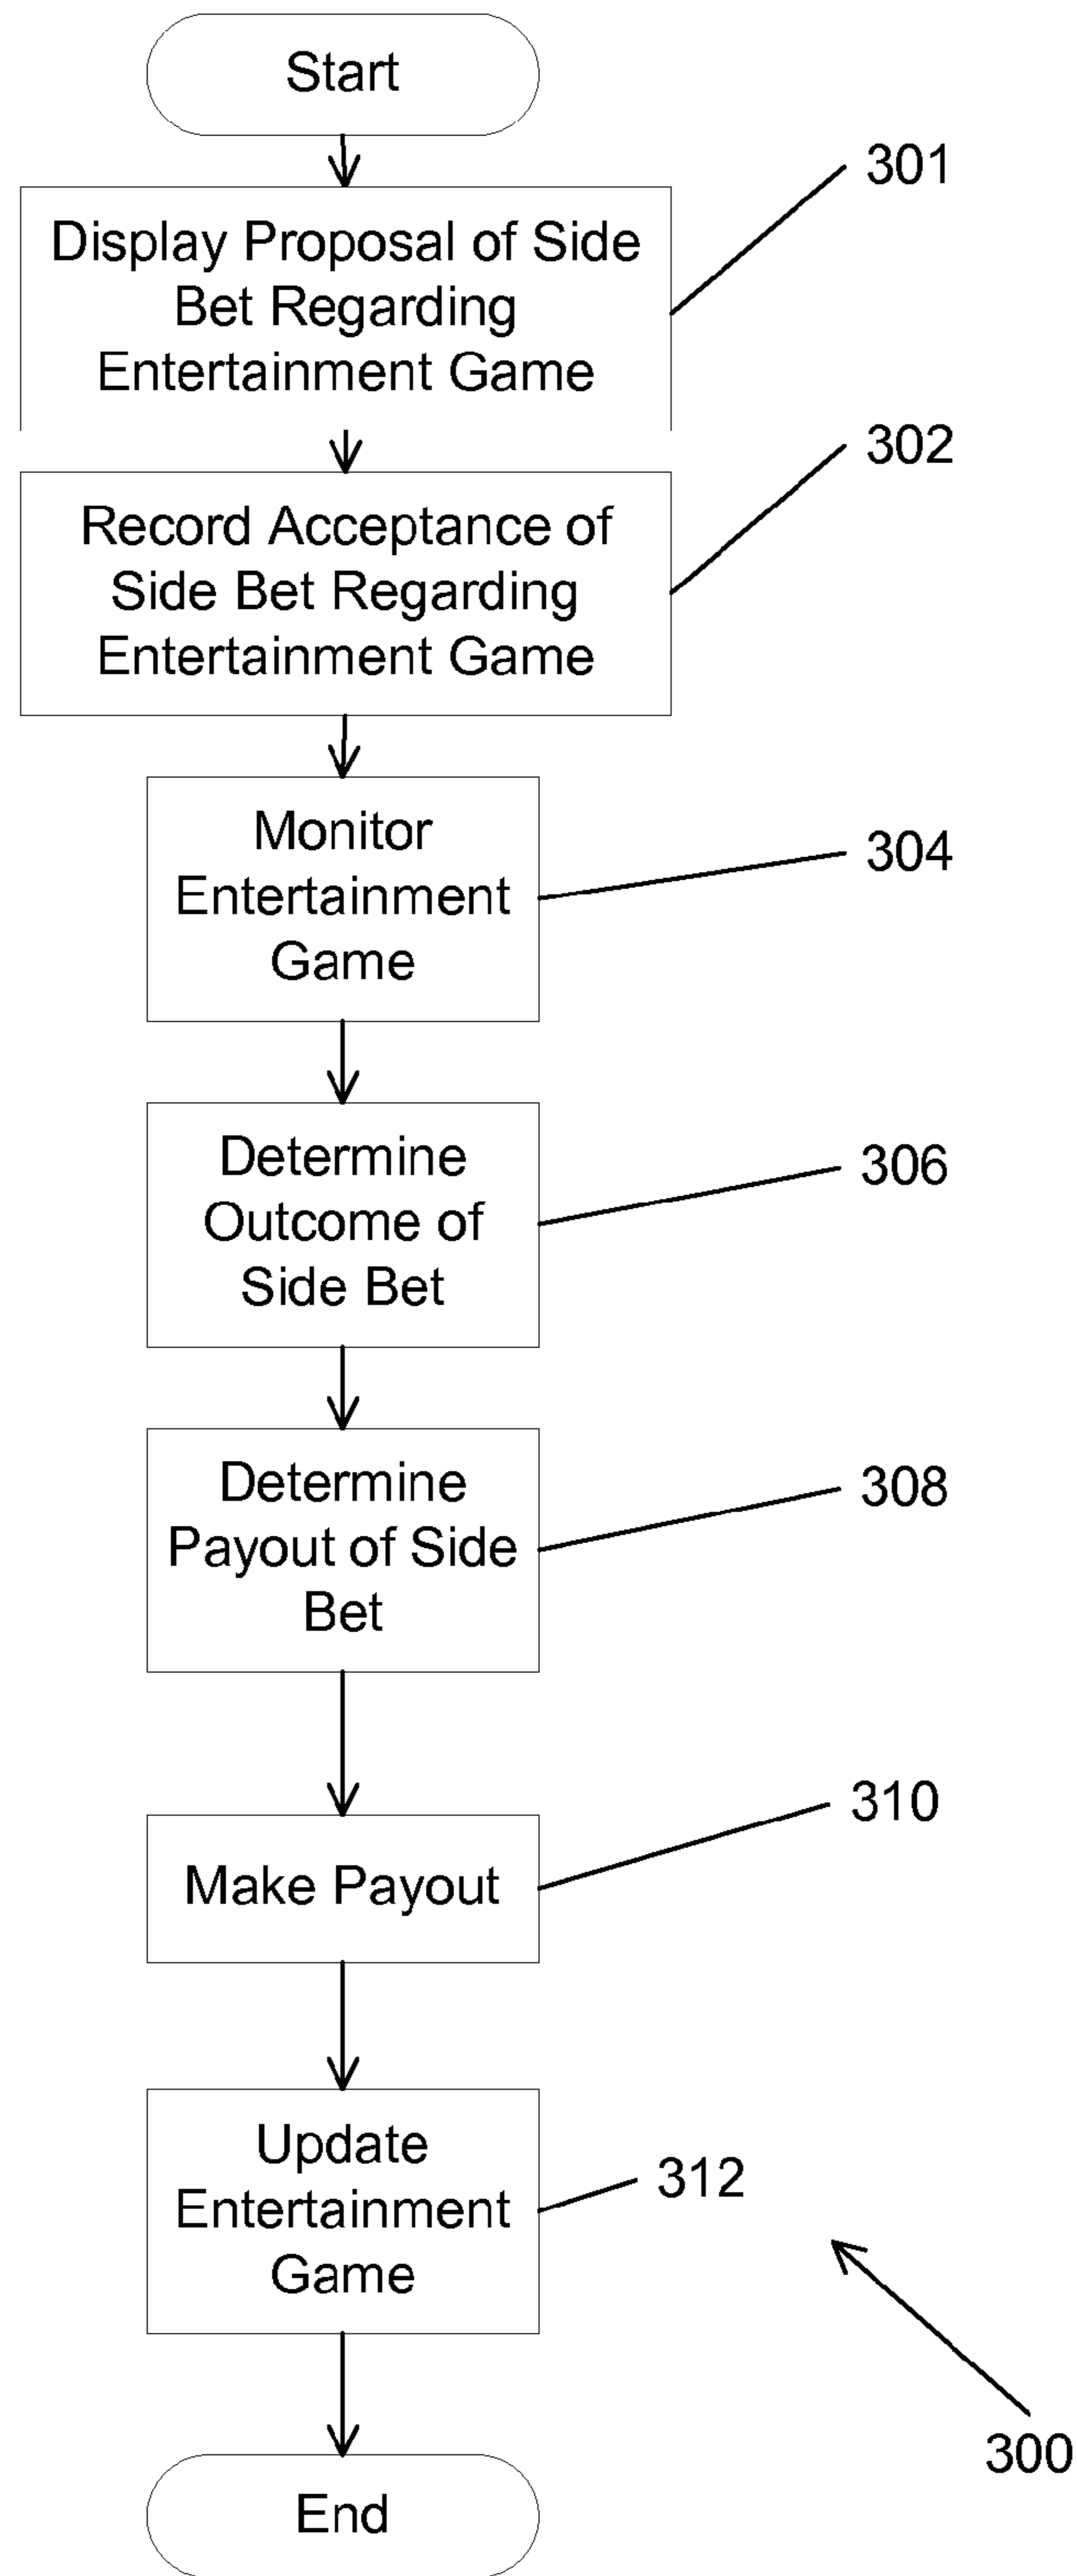 Start
301
Display Proposal of Side
Bet Regarding
Entertainment Game
302
Record Acceptance of
Side Bet Regarding
Entertainment Game
Monitor
Entertainment
Game
304
Determine
Outcome of
Side Bet
306
Determine
Payout of Side
Bet
308
Make Payout
310
Update
Entertainment
Game
312
300
End